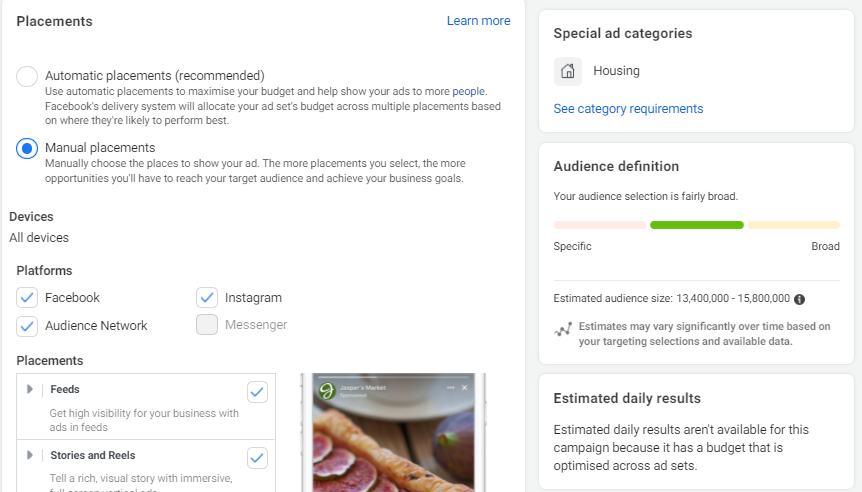 Placements
Learn more
Automatic placements (recommended)
Use automatic placements to maximise your budget and help show your ads to more people.
Facebook's delivery system will allocate your ad set's budget across multiple placements based
on where they're likely to perform best.
Manual placements
Manually choose the places to show your ad. The more placements you select, the more
opportunities you'll have to reach your target audience and achieve your business goals.
Devices
All devices
Platforms
Facebook
Instagram
Audience Network
Messenger
Placements
Feeds
Get high visibility for your business with
ads in feeds
Stories and Reels
Tell a rich, visual story with immersive,
Jasper's Market
Sponsored
Special ad categories
Housing
See category requirements
Audience definition
Your audience selection is fairly broad.
Specific
Broad
Estimated audience size: 13,400,000 - 15,800,000
Estimates may vary significantly over time based on
your targeting selections and available data.
Estimated daily results
Estimated daily results aren't available for this
campaign because it has a budget that is
optimised across ad sets.